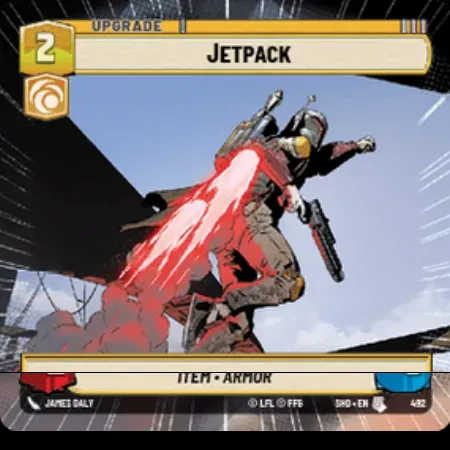 UPGRADE
2
JETPACK
ITEM • ARMOR
JAMES DALY
© LFL © FFG
SHD • EN
492